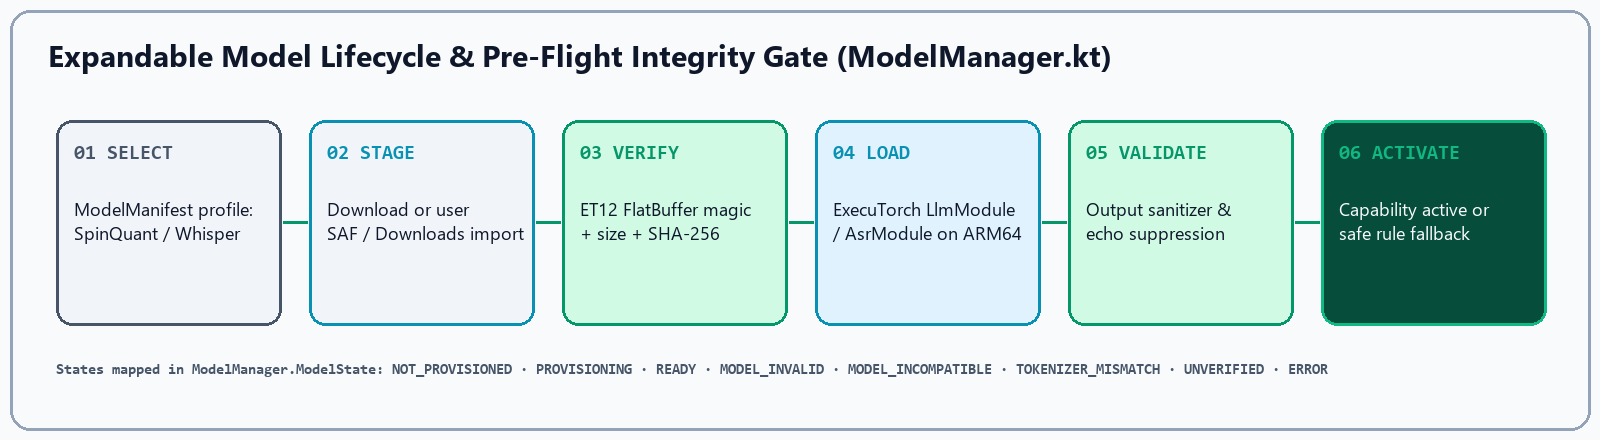 Expandable Model Lifecycle & Pre-Flight Integrity Gate (ModelManager.kt)
01 SELECT
ModelManifest profile:
SpinQuant / Whisper
02 STAGE
Download or user
SAF / Downloads import
03 VERIFY
ET12 FlatBuffer magic
+ size + SHA-256
04 LOAD
ExecuTorch LlmModule
/ AsrModule on ARM64
05 VALIDATE
Output sanitizer &
echo suppression
06 ACTIVATE
Capability active or
safe rule fallback
States mapped in ModelManager.ModelState: NOT_PROVISIONED · PROVISIONING · READY · MODEL_INVALID · MODEL_INCOMPATIBLE · TOKENIZER_MISMATCH · UNVERIFIED · ERROR